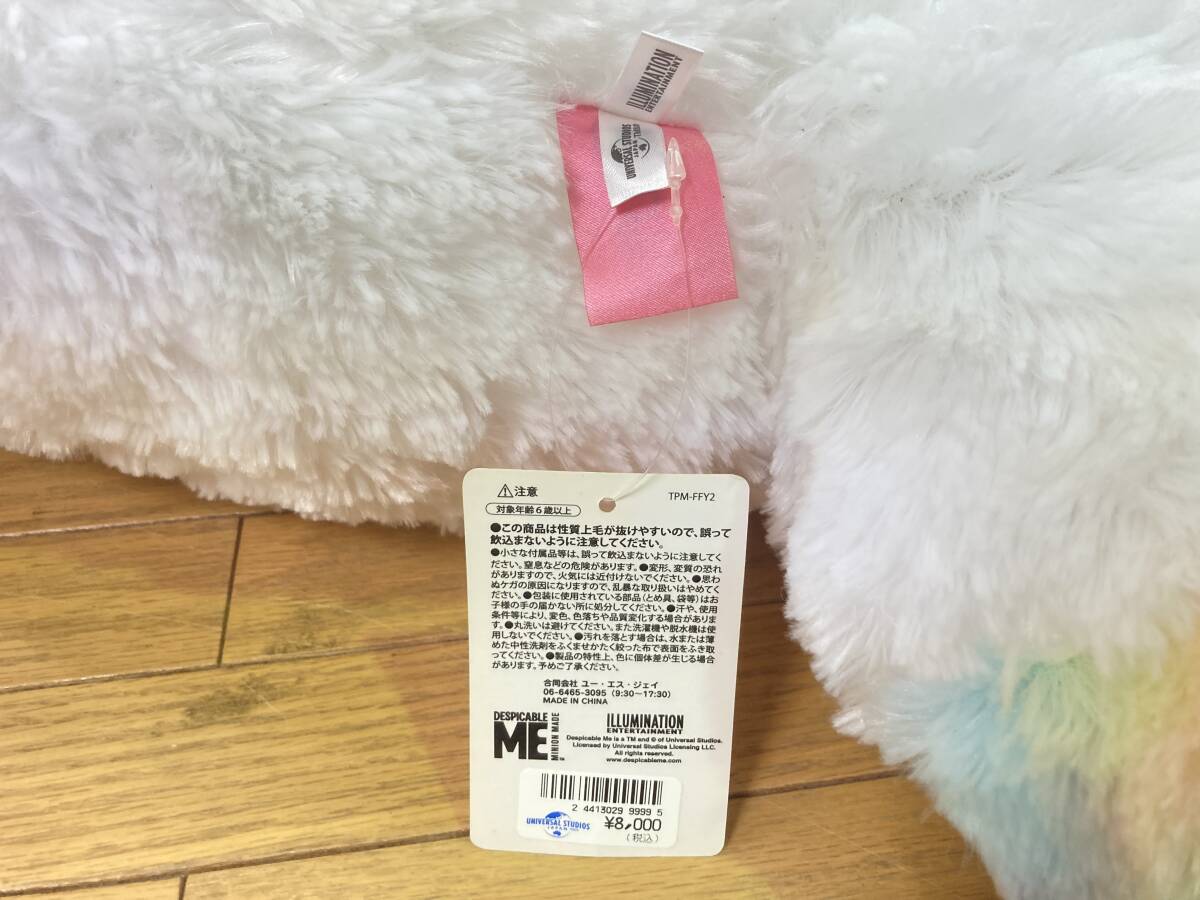 ILLUMINATION
ENTERTAINMENT
UNIVERSAL STUDIOS
JAPAN
⚠注意
TPM-FFY2
対象年齢6歳以上
●この商品は性質上毛が抜けやすいので、誤って
飲込まないように注意してください。
●小さな付属品等は、誤って飲込まないように注意してく
ださい。窒息などの危険があります。●変形、変質の恐れ
がありますので、火気には近付けないでください。●思わ
ぬケガの原因になりますので、乱暴な取り扱いはやめてく
ださい。●包装に使用されている部品(とめ具、袋等)はお
子様の手の届かない所に処分してください。●汗や、使用
条件等により、変色、色落ちや品質変化する場合がありま
す。●丸洗いは避けてください。また洗濯機や脱水機は使
用しないでください。●汚れを落とす場合は、水または薄
めた中性洗剤をふくませかたく絞った布で表面をふき取
ってください。●製品の特性上、色に個体差が生じる場合
があります。予めご了承ください。
合同会社 ユー・エス・ジェイ
06-6465-3095(9:30～17:30)
MADE IN CHINA
DESPICABLE
ME
MINION MADE
TM
ILLUMINATION
ENTERTAINMENT
Despicable Me is a TM and © of Universal Studios.
Licensed by Universal Studios Licensing LLC.
All rights reserved.
www.despicableme.com
2 4413029 9999 5
UNIVERSAL STUDIOS
JAPAN
¥8,000
(税込)